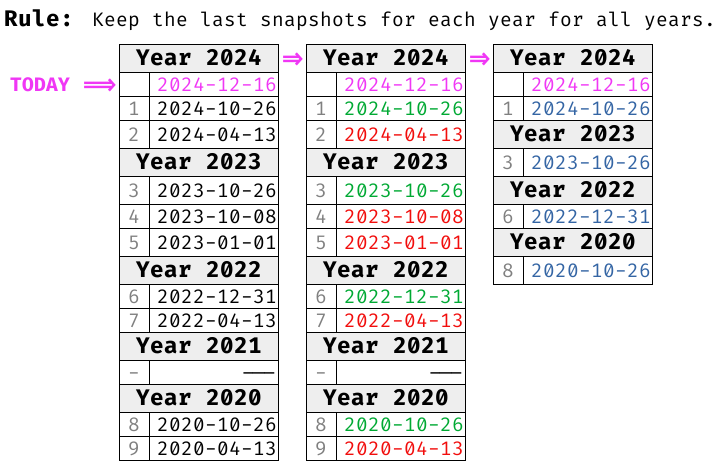 Rule: Keep the last snapshots for each year for all years.
Year 2024 ⇒ Year 2024 ⇒ Year 2024
TODAY ⟹ 2024-12-16 2024-12-16 2024-12-16
1 2024-10-26 1 2024-10-26 1 2024-10-26
2 2024-04-13 2 2024-04-13 Year 2023
Year 2023 Year 2023 3 2023-10-26
3 2023-10-26 3 2023-10-26 Year 2022
4 2023-10-08 4 2023-10-08 6 2022-12-31
5 2023-01-01 5 2023-01-01 Year 2020
Year 2022 Year 2022 8 2020-10-26
6 2022-12-31 6 2022-12-31
7 2022-04-13 7 2022-04-13
Year 2021 Year 2021
– —— – ——
Year 2020 Year 2020
8 2020-10-26 8 2020-10-26
9 2020-04-13 9 2020-04-13